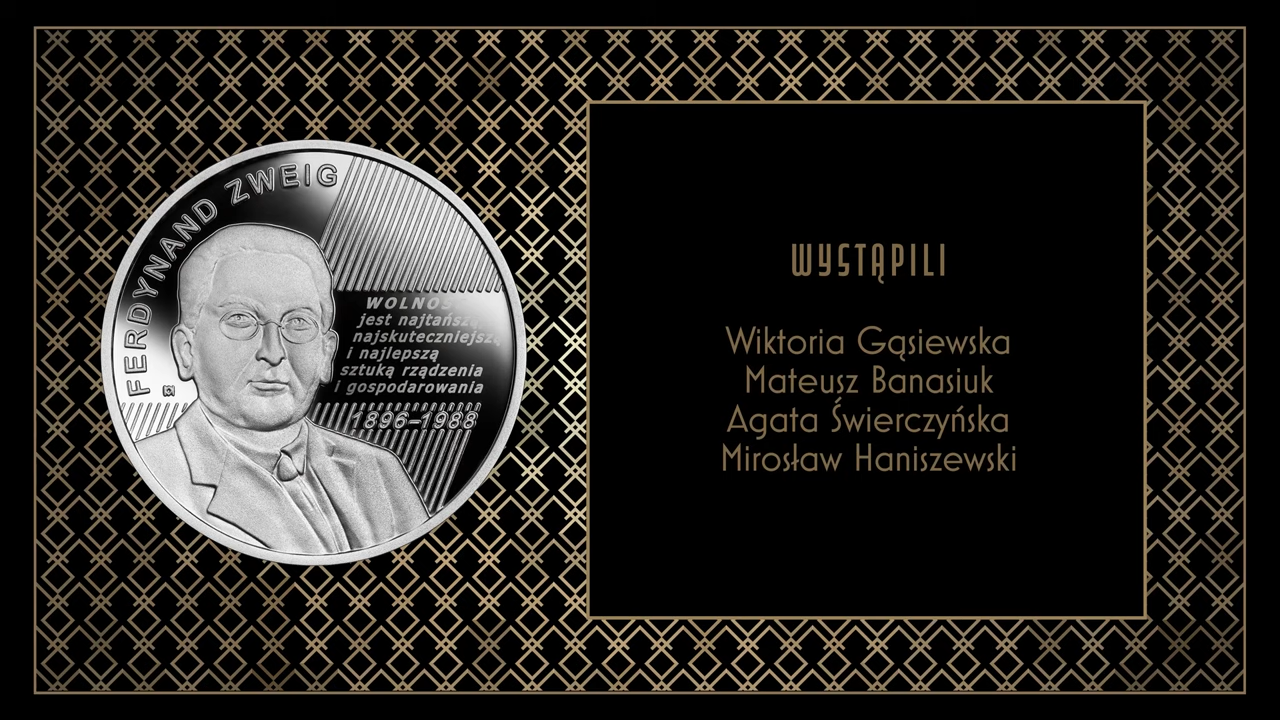 FERDYNAND ZWEIG
WOLNOŚĆ
jest najtańszą
najskuteczniejszą
i najlepszą
sztuką rządzenia
i gospodarowania
1896–1988
WYSTĄPILI
Wiktoria Gąsiewska
Mateusz Banasiuk
Agata Świerczyńska
Mirosław Haniszewski